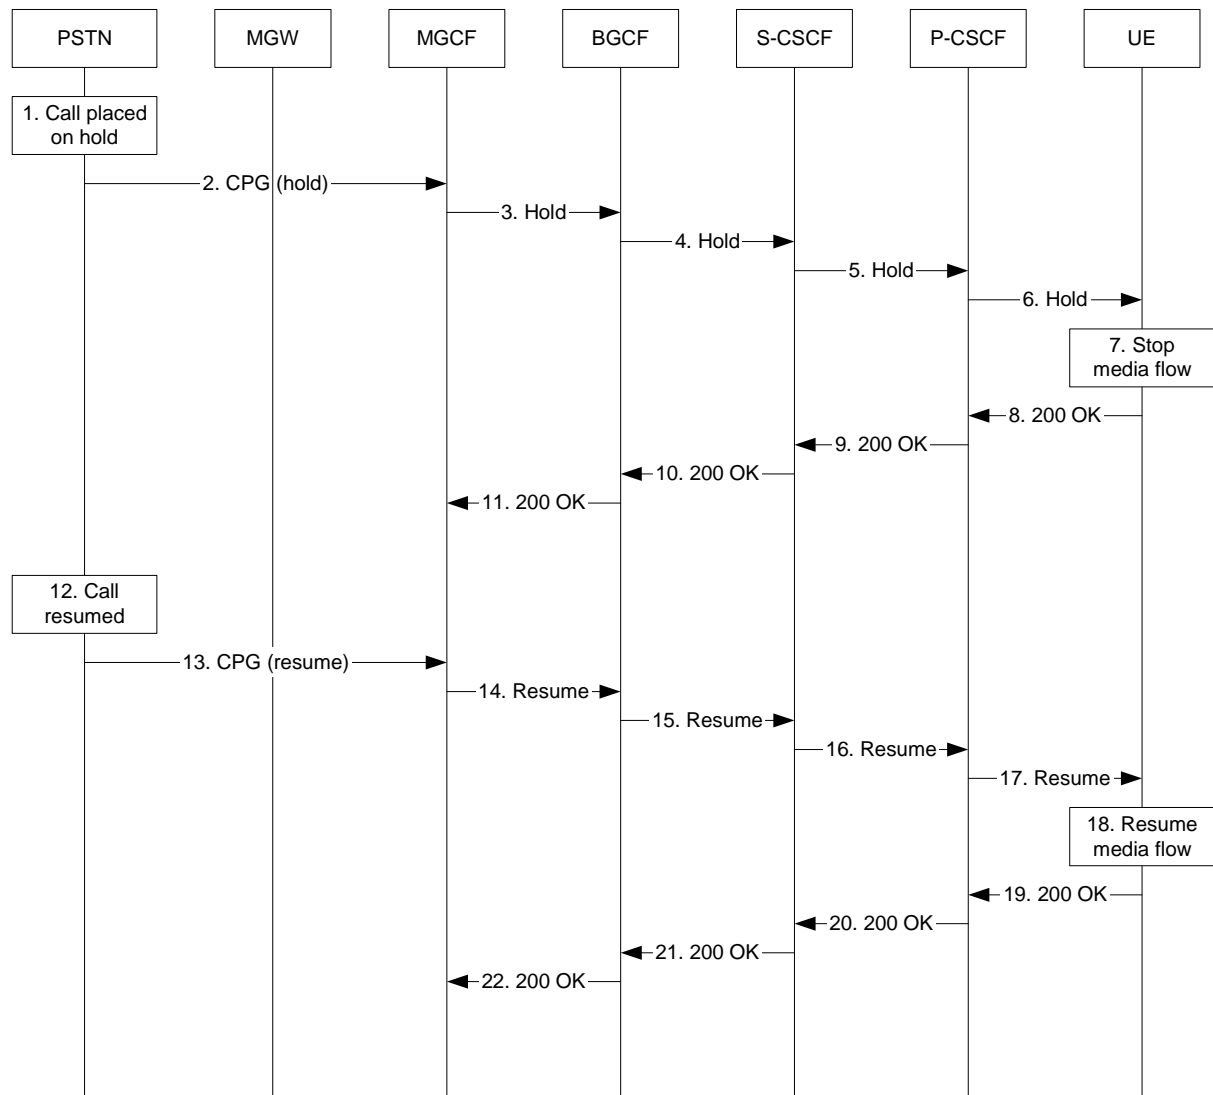 PSTN
MGW
MGCF
BGCF
S-CSCF
P-CSCF
UE
1. Call placed
on hold
2. CPG (hold)
3. Hold
4. Hold
5. Hold
6. Hold
7. Stop
media flow
8. 200 OK
9. 200 OK
10. 200 OK
11. 200 OK
12. Call
resumed
13. CPG (resume)
14. Resume
15. Resume
16. Resume
17. Resume
18. Resume
media flow
19. 200 OK
20. 200 OK
21. 200 OK
22. 200 OK